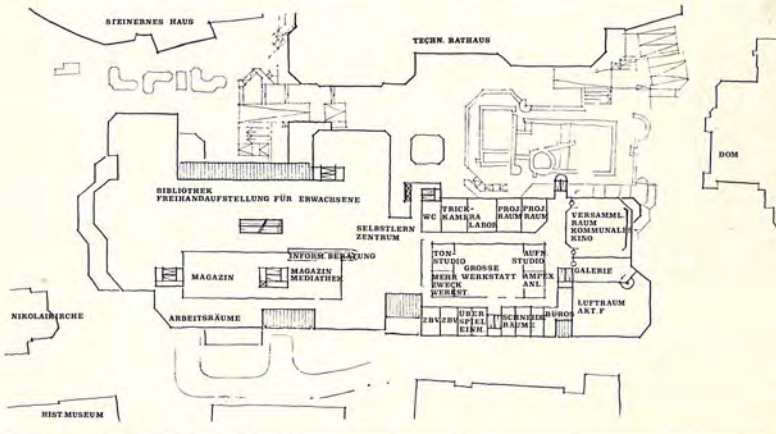 STEINERNES HAUS
TECHN. RATHAUS
DOM
BIBLIOTHEK
FREIHANDAUFSTELLUNG FÜR ERWACHSENE
SELBSTLERN
ZENTRUM
WC
TRICK-
KAMERA
LABOR
PROJ.
RAUM
PROJ.
RAUM
VERSAMML.
RAUM
KOMMUNALES
KINO
INFORM. BERATUNG
MAGAZIN
MAGAZIN
MEDIATHEK
TON-
STUDIO
MEHR
ZWECK
WERKST.
GROSSE
WERKSTATT
AUFN.
STUDIO
AMPEX
ANL.
GALERIE
LUFTRAUM
AKT. F
NIKOLAIKIRCHE
ARBEITSRÄUME
ZBV.
ZBV.
ÜBER
SPIEL
EINH.
SCHNEIDE
RÄUME
BÜROS
HIST. MUSEUM